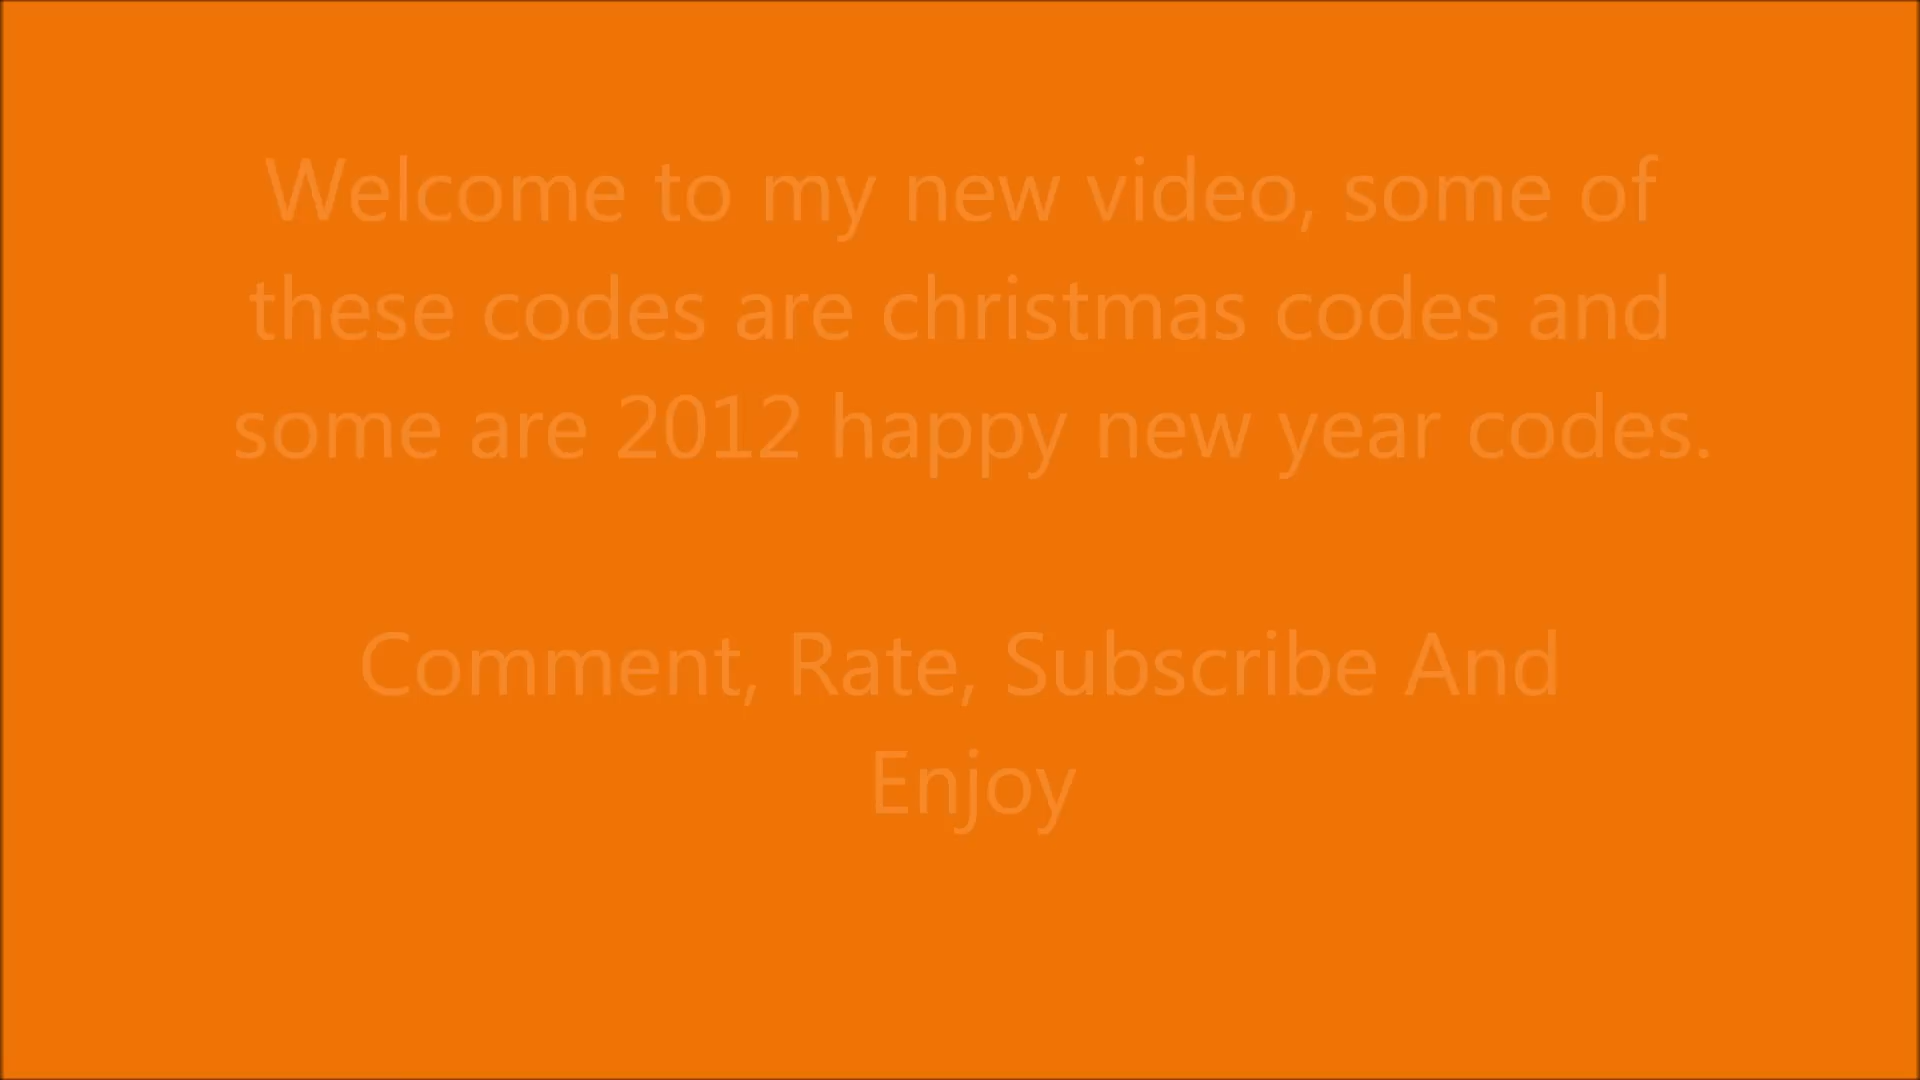 Welcome to my new video, some of
these codes are christmas codes and
some are 2012 happy new year codes.
Comment, Rate, Subscribe And
Enjoy